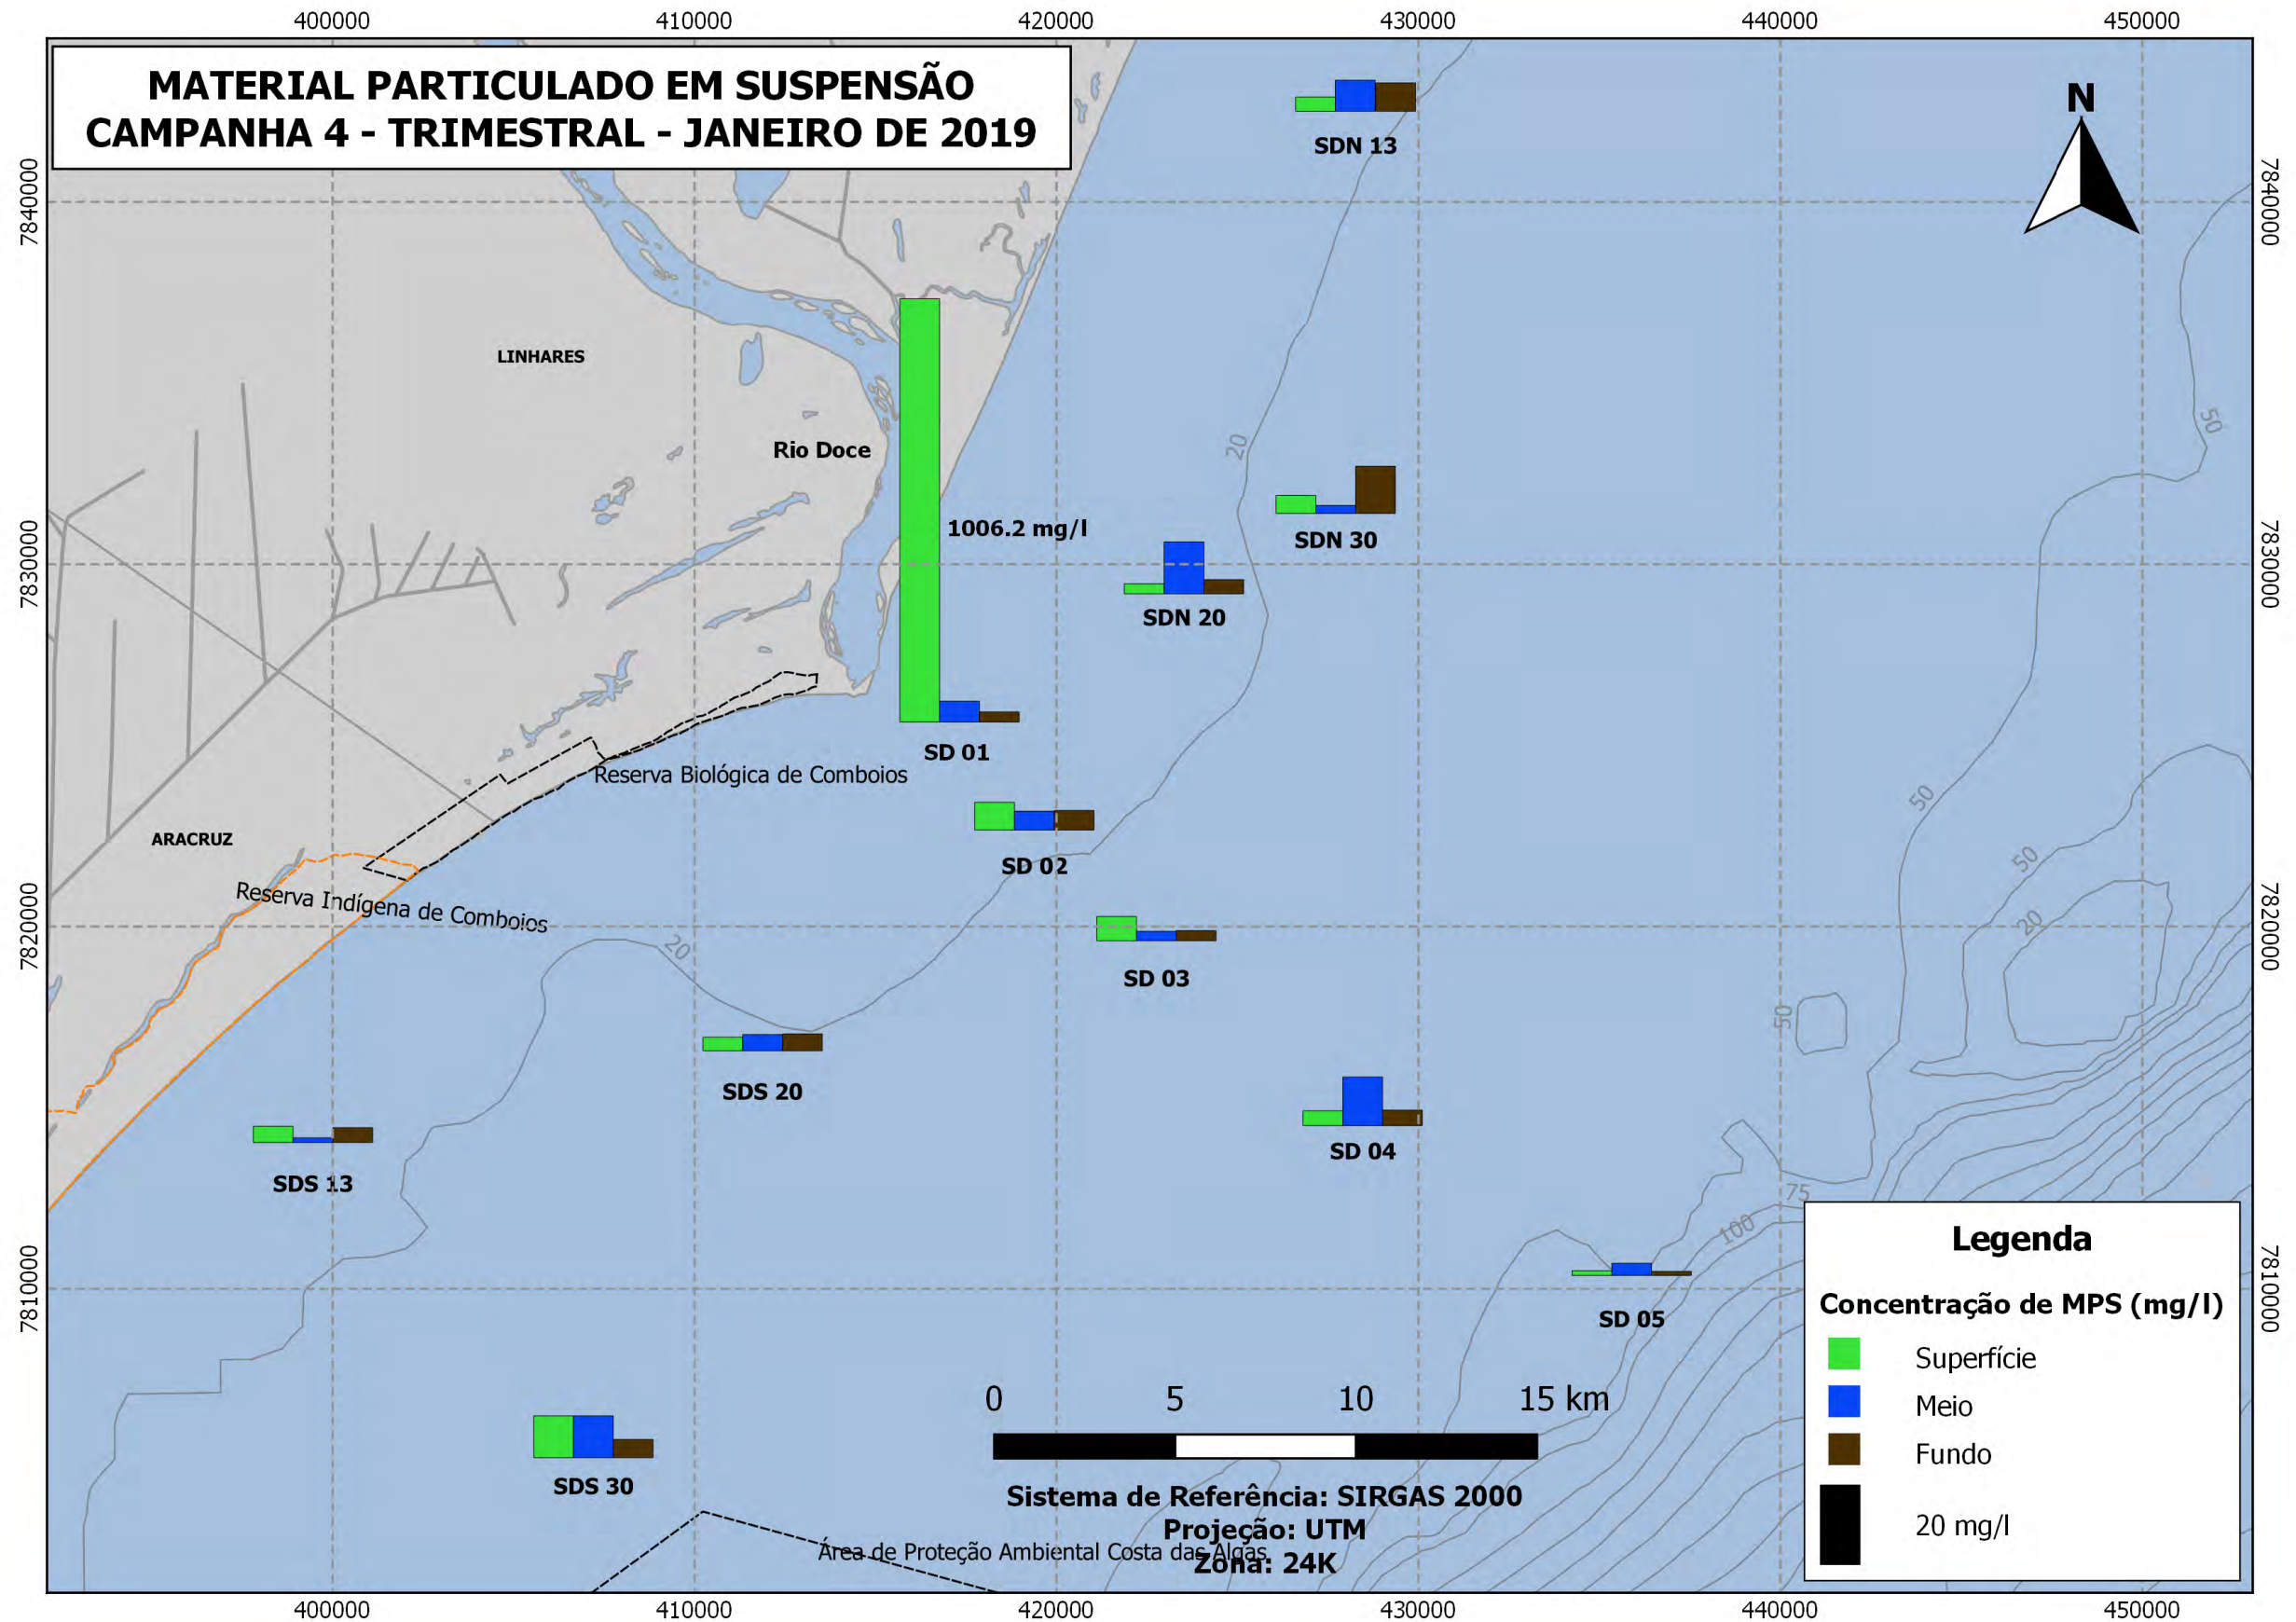 400000 410000 420000 430000 440000 450000
MATERIAL PARTICULADO EM SUSPENSÃO
CAMPANHA 4 - TRIMESTRAL - JANEIRO DE 2019
N
SDN 13
7840000
7840000
LINHARES
Rio Doce
20
50
1006.2 mg/l
SDN 30
7830000
7830000
SDN 20
SD 01
Reserva Biológica de Comboios
50
ARACRUZ
SD 02
50
Reserva Indígena de Comboios
20
7820000
7820000
20
SD 03
50
SDS 20
SD 04
SDS 13
75
100
Legenda
7810000
7810000
Concentração de MPS (mg/l)
SD 05
Superfície
Meio
Fundo
20 mg/l
0 5 10 15 km
SDS 30
Sistema de Referência: SIRGAS 2000
Projeção: UTM
Área de Proteção Ambiental Costa das Algas
Zona: 24K
400000 410000 420000 430000 440000 450000